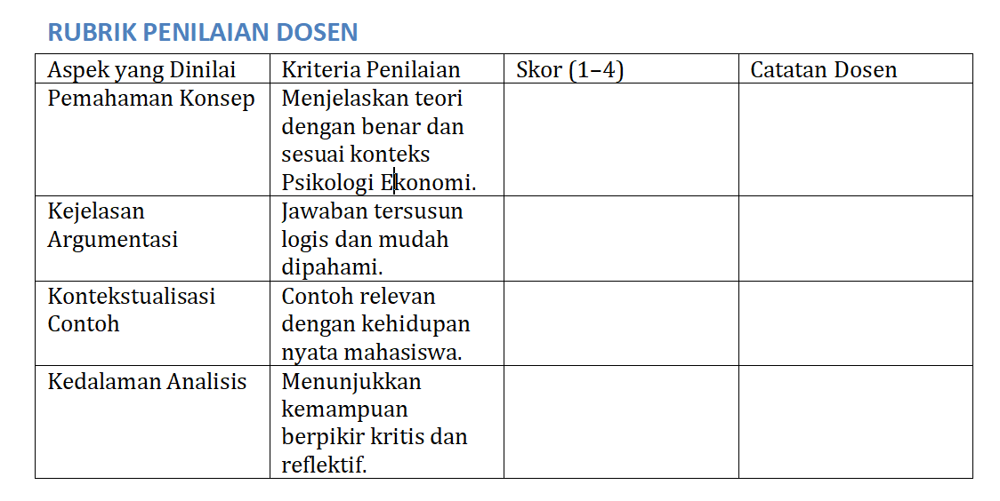 RUBRIK PENILAIAN DOSEN
Aspek yang Dinilai Kriteria Penilaian Skor (1–4) Catatan Dosen
Pemahaman Konsep Menjelaskan teori
dengan benar dan
sesuai konteks
Psikologi Ekonomi.
Kejelasan Jawaban tersusun
Argumentasi logis dan mudah
dipahami.
Kontekstualisasi Contoh relevan
Contoh dengan kehidupan
nyata mahasiswa.
Kedalaman Analisis Menunjukkan
kemampuan
berpikir kritis dan
reflektif.